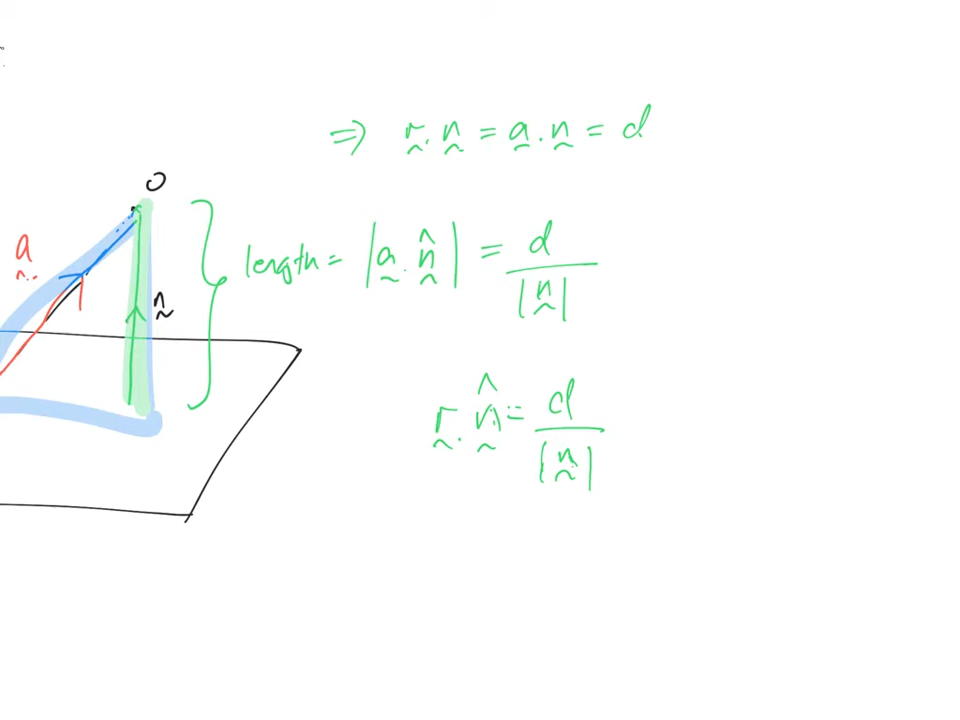 ⇒ r̰ . ṋ = a̰ . ṋ = d
O
a̰
length = | a̰ . n̰̂ | = d / |ṋ|
ṋ
r̰ . n̰̂ = d / |ṋ|